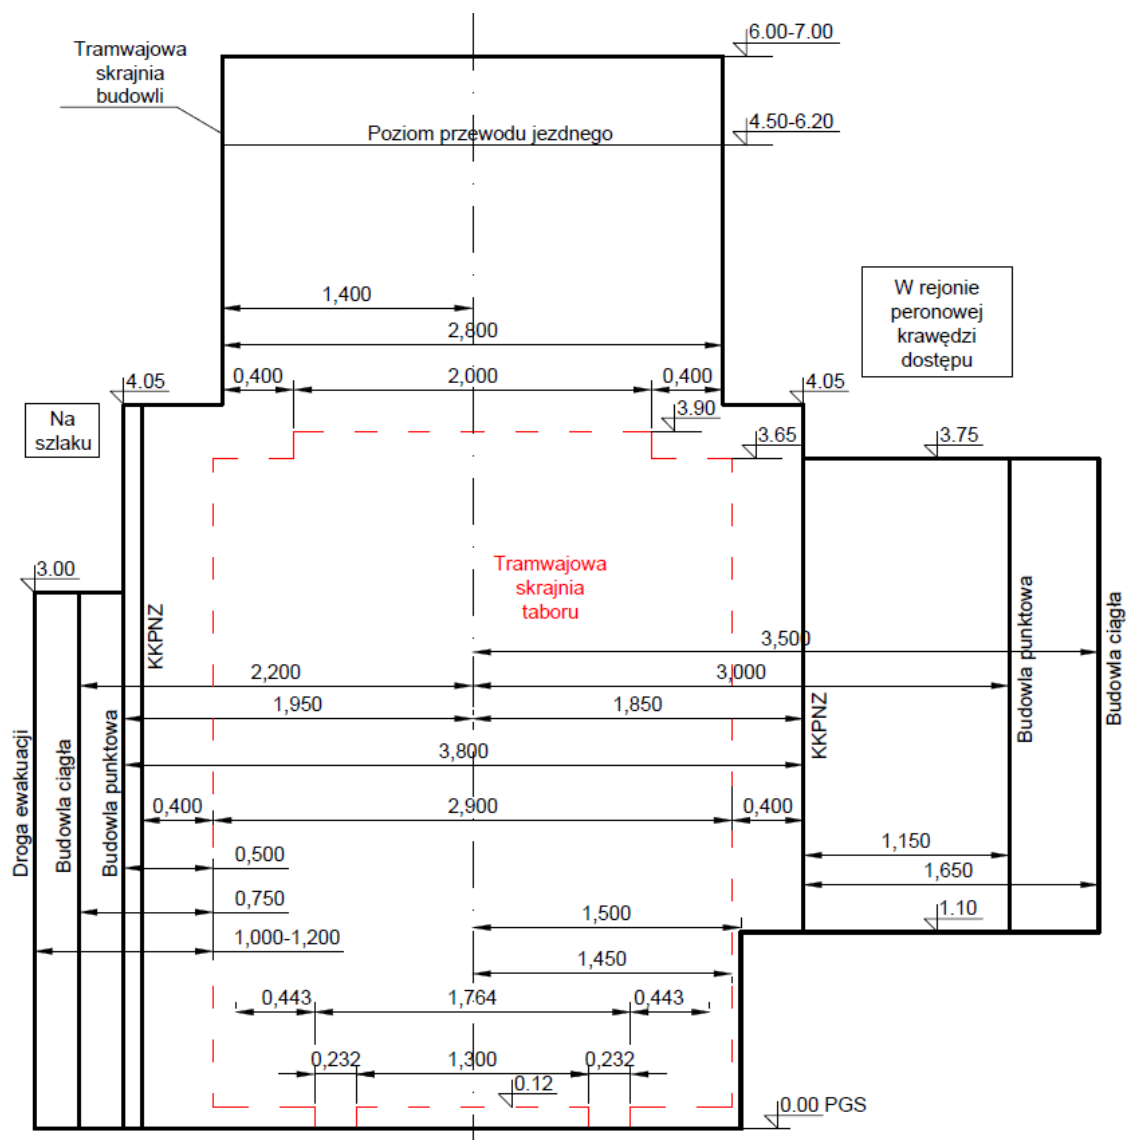 6.00-7.00
Tramwajowa
skrajnia
budowli
4.50-6.20
Poziom przewodu jezdnego
1,400
2,800
W rejonie
peronowej
krawędzi
dostępu
4.05
0,400
2,000
0,400
4.05
Na
szlaku
3.90
3.65
3.75
3.00
Tramwajowa
skrajnia
taboru
KKPNZ
3,500
2,200
3,000
1,950
1,850
3,800
0,400
2,900
0,400
Droga ewakuacji
Budowla ciągła
Budowla punktowa
KKPNZ
Budowla punktowa
Budowla ciągła
0,500
1,150
1,650
0,750
1,500
1.10
1,000-1,200
1,450
0,443
1,764
0,443
0,232
1,300
0,232
0.12
0.00 PGS